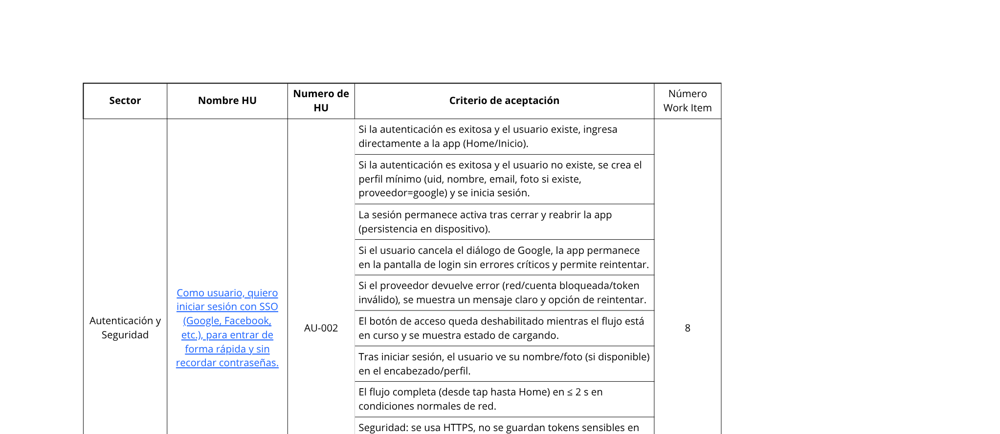 Sector
Nombre HU
Numero de
HU
Criterio de aceptación
Número
Work Item
Autenticación y
Seguridad
Como usuario, quiero
iniciar sesión con SSO
(Google, Facebook,
etc.), para entrar de
forma rápida y sin
recordar contraseñas.
AU-002
Si la autenticación es exitosa y el usuario existe, ingresa
directamente a la app (Home/Inicio).
Si la autenticación es exitosa y el usuario no existe, se crea el
perfil mínimo (uid, nombre, email, foto si existe,
proveedor=google) y se inicia sesión.
La sesión permanece activa tras cerrar y reabrir la app
(persistencia en dispositivo).
Si el usuario cancela el diálogo de Google, la app permanece
en la pantalla de login sin errores críticos y permite reintentar.
Si el proveedor devuelve error (red/cuenta bloqueada/token
inválido), se muestra un mensaje claro y opción de reintentar.
El botón de acceso queda deshabilitado mientras el flujo está
en curso y se muestra estado de cargando.
Tras iniciar sesión, el usuario ve su nombre/foto (si disponible)
en el encabezado/perfil.
El flujo completa (desde tap hasta Home) en ≤ 2 s en
condiciones normales de red.
Seguridad: se usa HTTPS, no se guardan tokens sensibles en
8